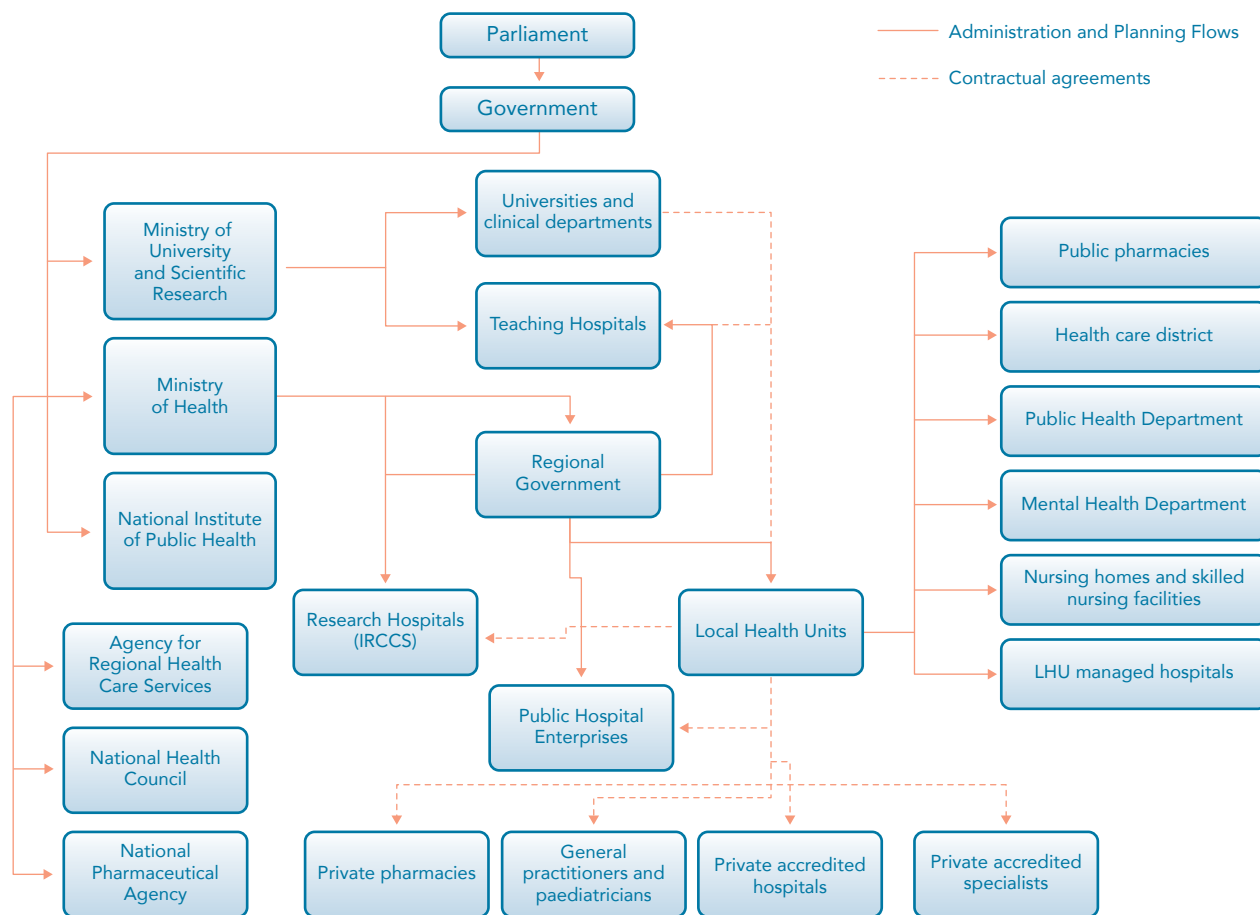 Parliament
Administration and Planning Flows
Contractual agreements
Government
Universities and
clinical departments
Ministry of
University
and Scientific
Research
Public pharmacies
Teaching Hospitals
Health care district
Ministry
of Health
Public Health Department
Regional
Government
National Institute
of Public Health
Mental Health Department
Nursing homes and skilled
nursing facilities
Research Hospitals
(IRCCS)
Local Health Units
Agency for
Regional Health
Care Services
LHU managed hospitals
Public Hospital
Enterprises
National Health
Council
National
Pharmaceutical
Agency
Private pharmacies
General
practitioners and
paediatricians
Private accredited
hospitals
Private accredited
specialists